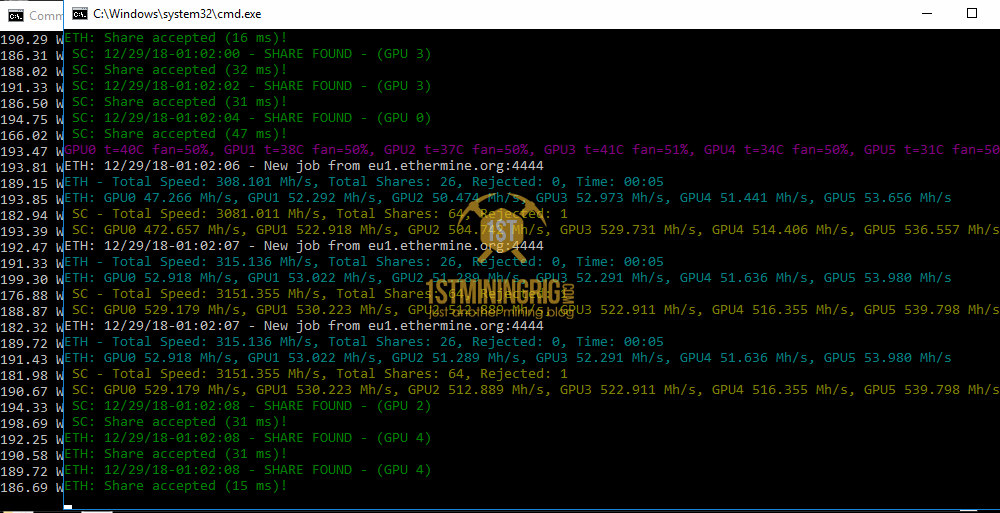 Comm
C:\Windows\system32\cmd.exe
190.29 W ETH: Share accepted (16 ms)!
186.31 W SC: 12/29/18-01:02:00 - SHARE FOUND - (GPU 3)
188.02 W SC: Share accepted (32 ms)!
191.33 W SC: 12/29/18-01:02:02 - SHARE FOUND - (GPU 3)
186.50 W SC: Share accepted (31 ms)!
194.75 W SC: 12/29/18-01:02:04 - SHARE FOUND - (GPU 0)
166.02 W SC: Share accepted (47 ms)!
193.47 W GPU0 t=40C fan=50%, GPU1 t=38C fan=50%, GPU2 t=37C fan=50%, GPU3 t=41C fan=51%, GPU4 t=34C fan=50%, GPU5 t=31C fan=50
193.81 W ETH: 12/29/18-01:02:06 - New job from eu1.ethermine.org:4444
189.15 W ETH - Total Speed: 308.101 Mh/s, Total Shares: 26, Rejected: 0, Time: 00:05
193.85 W ETH: GPU0 47.266 Mh/s, GPU1 52.292 Mh/s, GPU2 50.474 Mh/s, GPU3 52.973 Mh/s, GPU4 51.441 Mh/s, GPU5 53.656 Mh/s
182.94 W SC - Total Speed: 3081.011 Mh/s, Total Shares: 64, Rejected: 1
193.39 W SC: GPU0 472.657 Mh/s, GPU1 522.918 Mh/s, GPU2 Mh/s, GPU3 529.731 Mh/s, GPU4 514.406 Mh/s, GPU5 536.557 Mh/s
192.47 W ETH: 12/29/18-01:02:07 - New job from eu1.ethermine.org:4444
191.33 W ETH - Total Speed: 315.136 Mh/s, Total Shares: 26, Rejected: 0, Time: 00:05
199.30 W ETH: GPU0 52.918 Mh/s, GPU1 53.022 Mh/s, GPU2 51.289 Mh/s, GPU3 52.291 Mh/s, GPU4 51.636 Mh/s, GPU5 53.980 Mh/s
176.88 W SC - Total Speed: 3151.355 Mh/s, Total Shares: 64, Rejected: 1
188.87 W SC: GPU0 529.179 Mh/s, GPU1 530.223 Mh/s, GPU2 512.889 Mh/s, GPU3 522.911 Mh/s, GPU4 516.355 Mh/s, GPU5 539.798 Mh/s
182.32 W ETH: 12/29/18-01:02:07 - New job from eu1.ethermine.org:4444
189.72 W ETH - Total Speed: 315.136 Mh/s, Total Shares: 26, Rejected: 0, Time: 00:05
191.43 W ETH: GPU0 52.918 Mh/s, GPU1 53.022 Mh/s, GPU2 51.289 Mh/s, GPU3 52.291 Mh/s, GPU4 51.636 Mh/s, GPU5 53.980 Mh/s
181.98 W SC - Total Speed: 3151.355 Mh/s, Total Shares: 64, Rejected: 1
190.67 W SC: GPU0 529.179 Mh/s, GPU1 530.223 Mh/s, GPU2 512.889 Mh/s, GPU3 522.911 Mh/s, GPU4 516.355 Mh/s, GPU5 539.798 Mh/s
194.33 W SC: 12/29/18-01:02:08 - SHARE FOUND - (GPU 2)
198.69 W SC: Share accepted (31 ms)!
192.25 W ETH: 12/29/18-01:02:08 - SHARE FOUND - (GPU 4)
190.58 W ETH: Share accepted (31 ms)!
189.72 W ETH: 12/29/18-01:02:08 - SHARE FOUND - (GPU 4)
186.69 W ETH: Share accepted (15 ms)!
1ST
1STMININGRIG.COM
just another mining blog